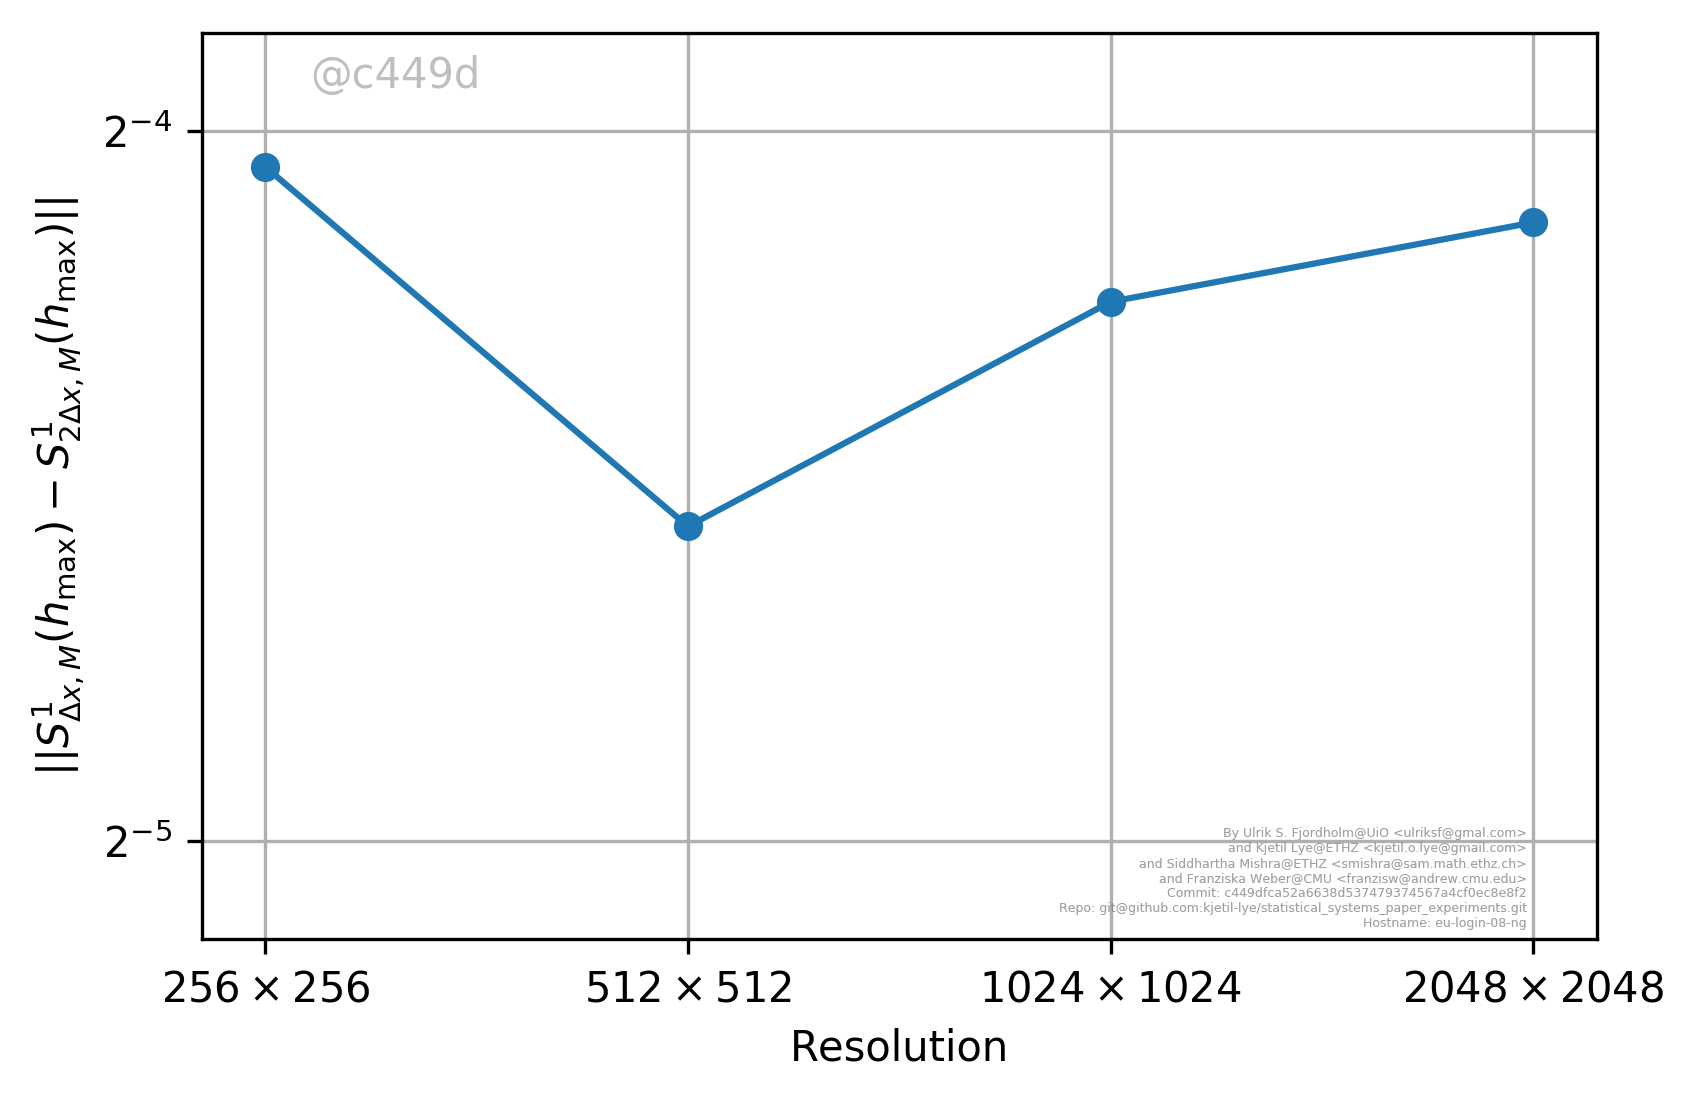 @c449d
2⁻⁴
2⁻⁵
||S¹_{Δx,M}(h_max) − S¹_{2Δx,M}(h_max)||
By Ulrik S. Fjordholm@UiO <ulriksf@gmal.com>
and Kjetil Lye@ETHZ <kjetil.o.lye@gmail.com>
and Siddhartha Mishra@ETHZ <smishra@sam.math.ethz.ch>
and Franziska Weber@CMU <franzisw@andrew.cmu.edu>
Commit: c449dfca52a6638d537479374567a4cf0ec8e8f2
Repo: git@github.com:kjetil-lye/statistical_systems_paper_experiments.git
Hostname: eu-login-08-ng
256 × 256 512 × 512 1024 × 1024 2048 × 2048
Resolution